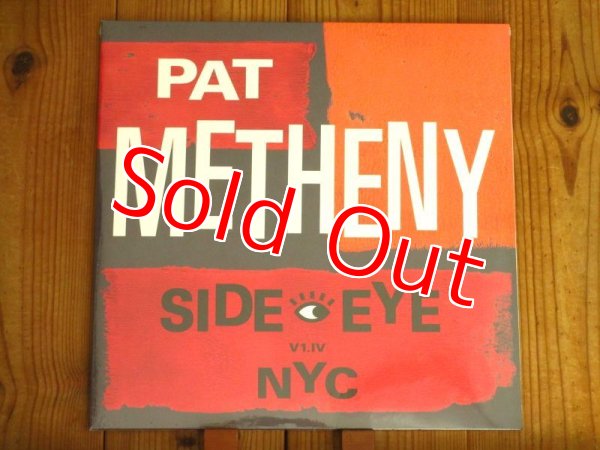 PAT
METHENY
Sold Out
SIDE EYE
V1.IV
NYC